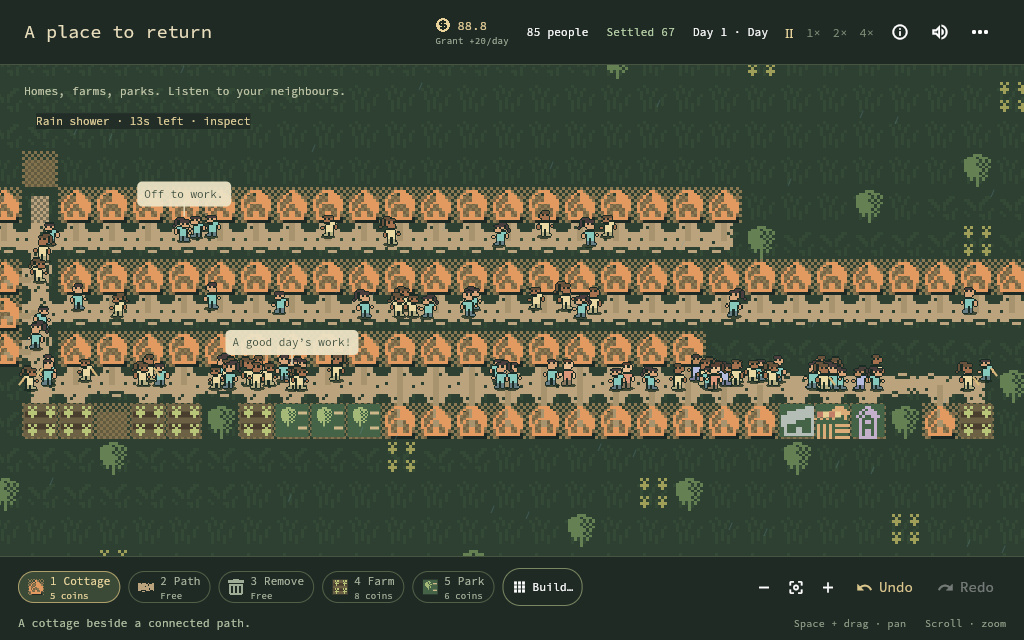 A place to return
88.8
Grant +20/day
85 people
Settled 67
Day 1 · Day
1×
2×
4×
Homes, farms, parks. Listen to your neighbours.
Rain shower · 13s left · inspect
Off to work.
A good day's work!
1 Cottage
5 coins
2 Path
Free
3 Remove
Free
4 Farm
8 coins
5 Park
6 coins
Build…
Undo
Redo
A cottage beside a connected path.
Space + drag · pan
Scroll · zoom